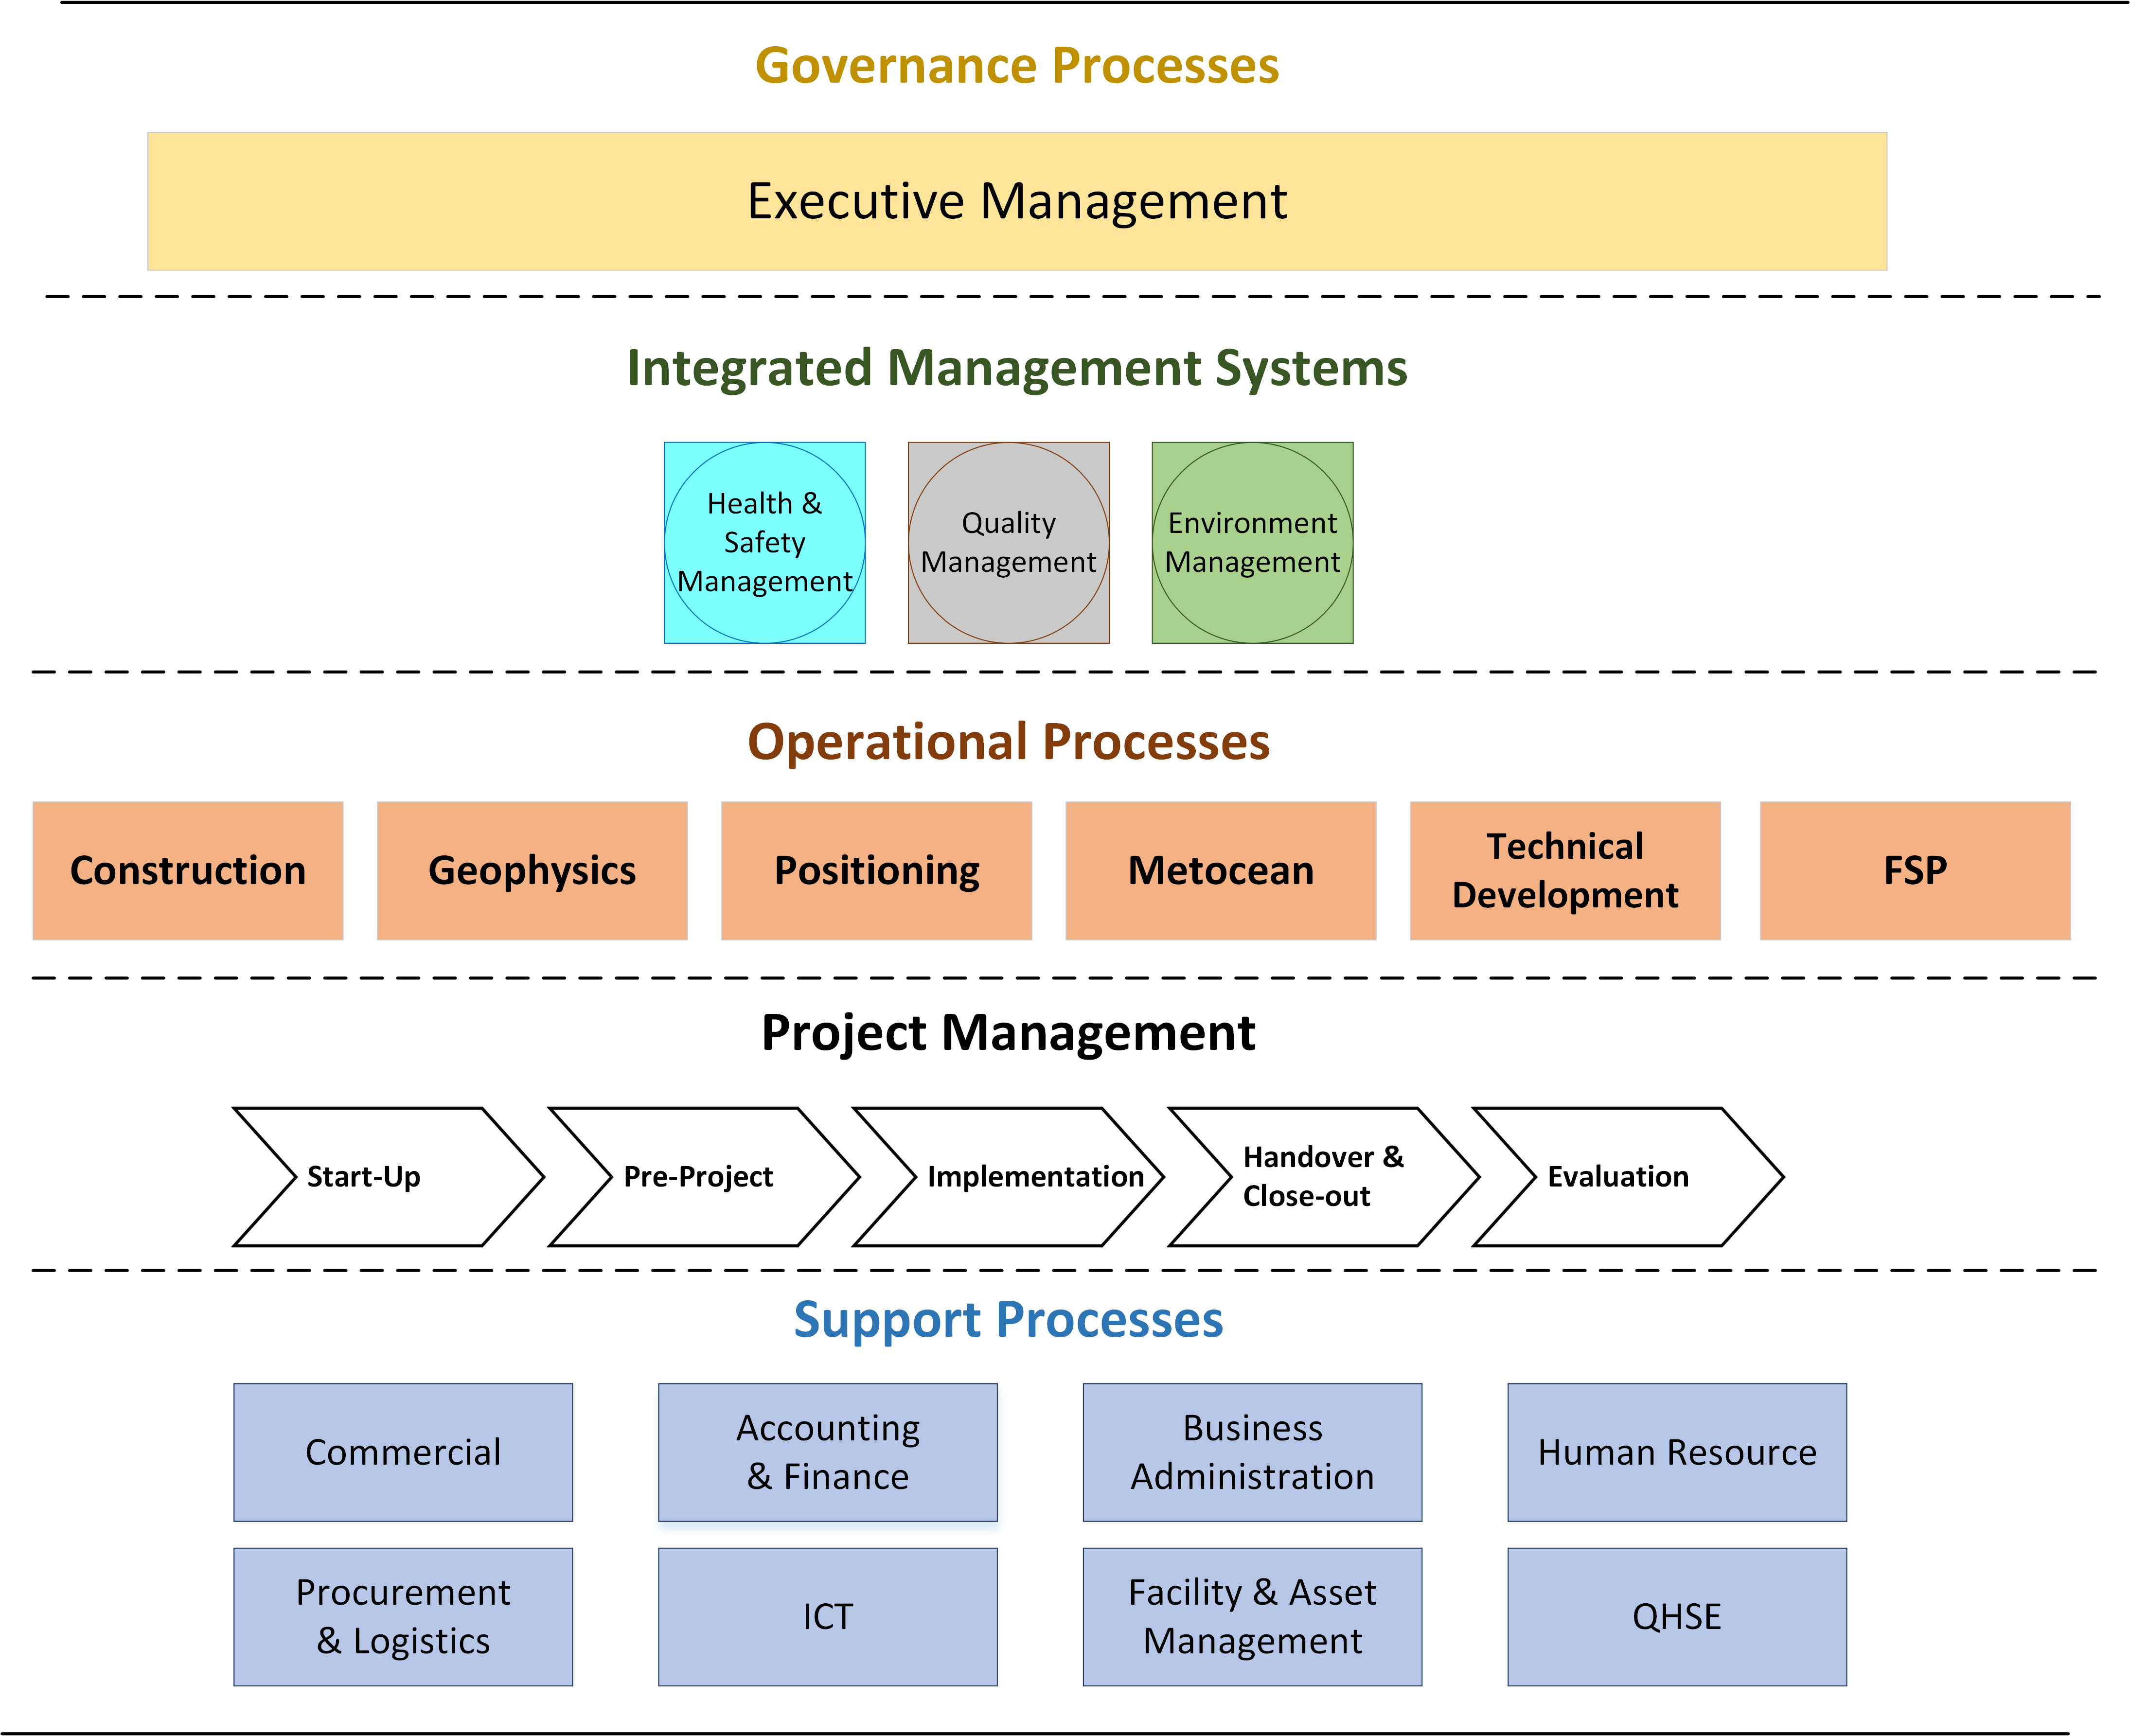 Governance Processes
Executive Management
Integrated Management Systems
Health &
Safety
Management
Quality
Management
Environment
Management
Operational Processes
Construction
Geophysics
Positioning
Metocean
Technical
Development
FSP
Project Management
Start-Up
Pre-Project
Implementation
Handover &
Close-out
Evaluation
Support Processes
Commercial
Accounting
& Finance
Business
Administration
Human Resource
Procurement
& Logistics
ICT
Facility & Asset
Management
QHSE